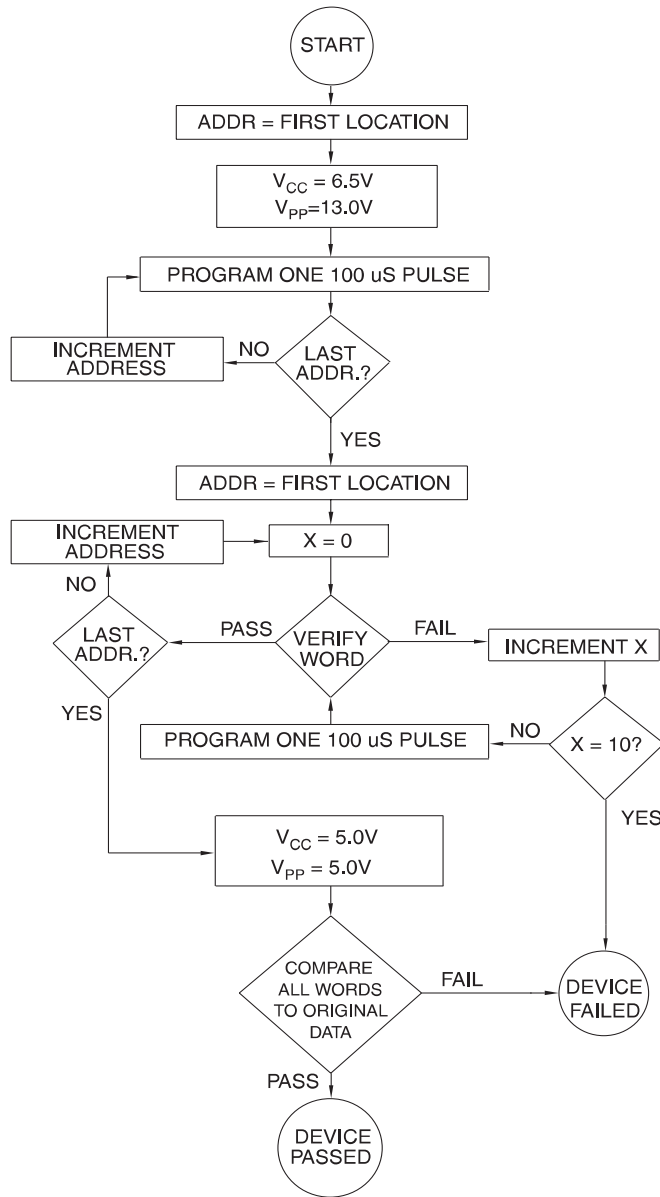 START
ADDR = FIRST LOCATION
VCC = 6.5V
VPP=13.0V
PROGRAM ONE 100 uS PULSE
INCREMENT
ADDRESS
NO
LAST
ADDR.?
YES
ADDR = FIRST LOCATION
INCREMENT
ADDRESS
X = 0
NO
LAST
ADDR.?
PASS
VERIFY
WORD
FAIL
INCREMENT X
YES
PROGRAM ONE 100 uS PULSE
NO
X = 10?
YES
VCC = 5.0V
VPP = 5.0V
COMPARE
ALL WORDS
TO ORIGINAL
DATA
FAIL
DEVICE
FAILED
PASS
DEVICE
PASSED